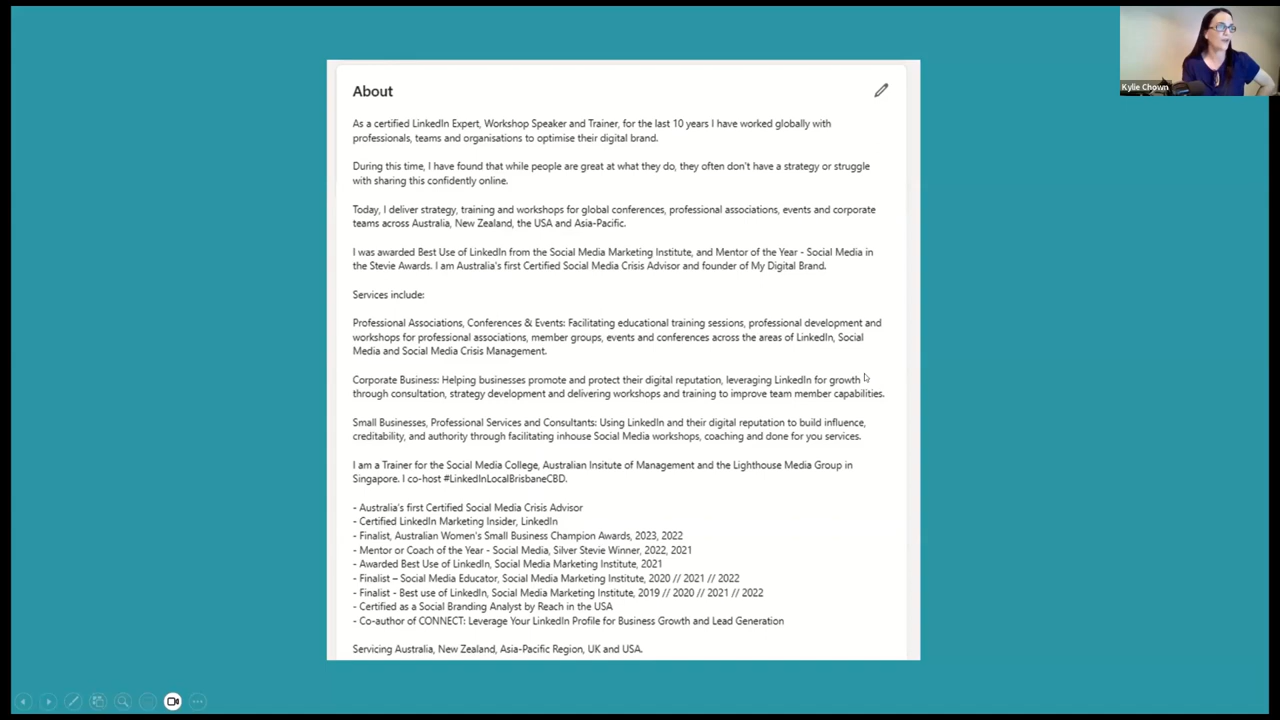 About
As a certified LinkedIn Expert, Workshop Speaker and Trainer, for the last 10 years I have worked globally with
professionals, teams and organisations to optimise their digital brand.
During this time, I have found that while people are great at what they do, they often don't have a strategy or struggle
with sharing this confidently online.
Today, I deliver strategy, training and workshops for global conferences, professional associations, events and corporate
teams across Australia, New Zealand, the USA and Asia-Pacific.
I was awarded Best Use of LinkedIn from the Social Media Marketing Institute, and Mentor of the Year - Social Media in
the Stevie Awards. I am Australia's first Certified Social Media Crisis Advisor and founder of My Digital Brand.
Services include:
Professional Associations, Conferences & Events: Facilitating educational training sessions, professional development and
workshops for professional associations, member groups, events and conferences across the areas of LinkedIn, Social
Media and Social Media Crisis Management.
Corporate Business: Helping businesses promote and protect their digital reputation, leveraging LinkedIn for growth
through consultation, strategy development and delivering workshops and training to improve team member capabilities.
Small Businesses, Professional Services and Consultants: Using LinkedIn and their digital reputation to build influence,
creditability, and authority through facilitating inhouse Social Media workshops, coaching and done for you services.
I am a Trainer for the Social Media College, Australian Insitute of Management and the Lighthouse Media Group in
Singapore. I co-host #LinkedInLocalBrisbaneCBD.
- Australia's first Certified Social Media Crisis Advisor
- Certified LinkedIn Marketing Insider, LinkedIn
- Finalist, Australian Women's Small Business Champion Awards, 2023, 2022
- Mentor or Coach of the Year - Social Media, Silver Stevie Winner, 2022, 2021
- Awarded Best Use of LinkedIn, Social Media Marketing Institute, 2021
- Finalist – Social Media Educator, Social Media Marketing Institute, 2020 // 2021 // 2022
- Finalist - Best use of LinkedIn, Social Media Marketing Institute, 2019 // 2020 // 2021 // 2022
- Certified as a Social Branding Analyst by Reach in the USA
- Co-author of CONNECT: Leverage Your LinkedIn Profile for Business Growth and Lead Generation
Servicing Australia, New Zealand, Asia-Pacific Region, UK and USA.
Kylie Chown